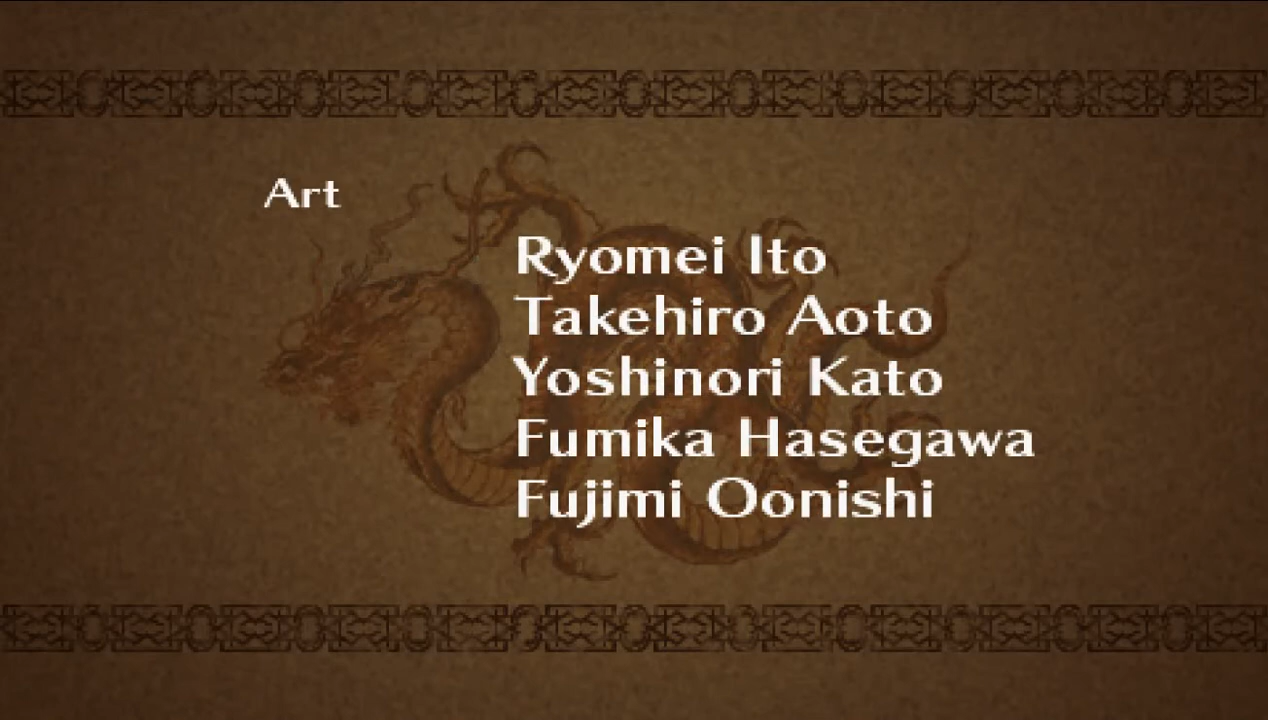 Art
Ryomei Ito
Takehiro Aoto
Yoshinori Kato
Fumika Hasegawa
Fujimi Oonishi